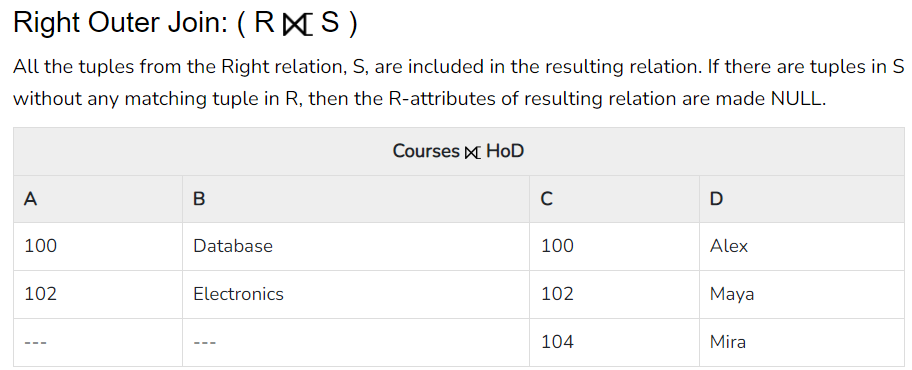 Right Outer Join: ( R ⟖ S )
All the tuples from the Right relation, S, are included in the resulting relation. If there are tuples in S
without any matching tuple in R, then the R-attributes of resulting relation are made NULL.
Courses ⟖ HoD
A B C D
100 Database 100 Alex
102 Electronics 102 Maya
--- --- 104 Mira